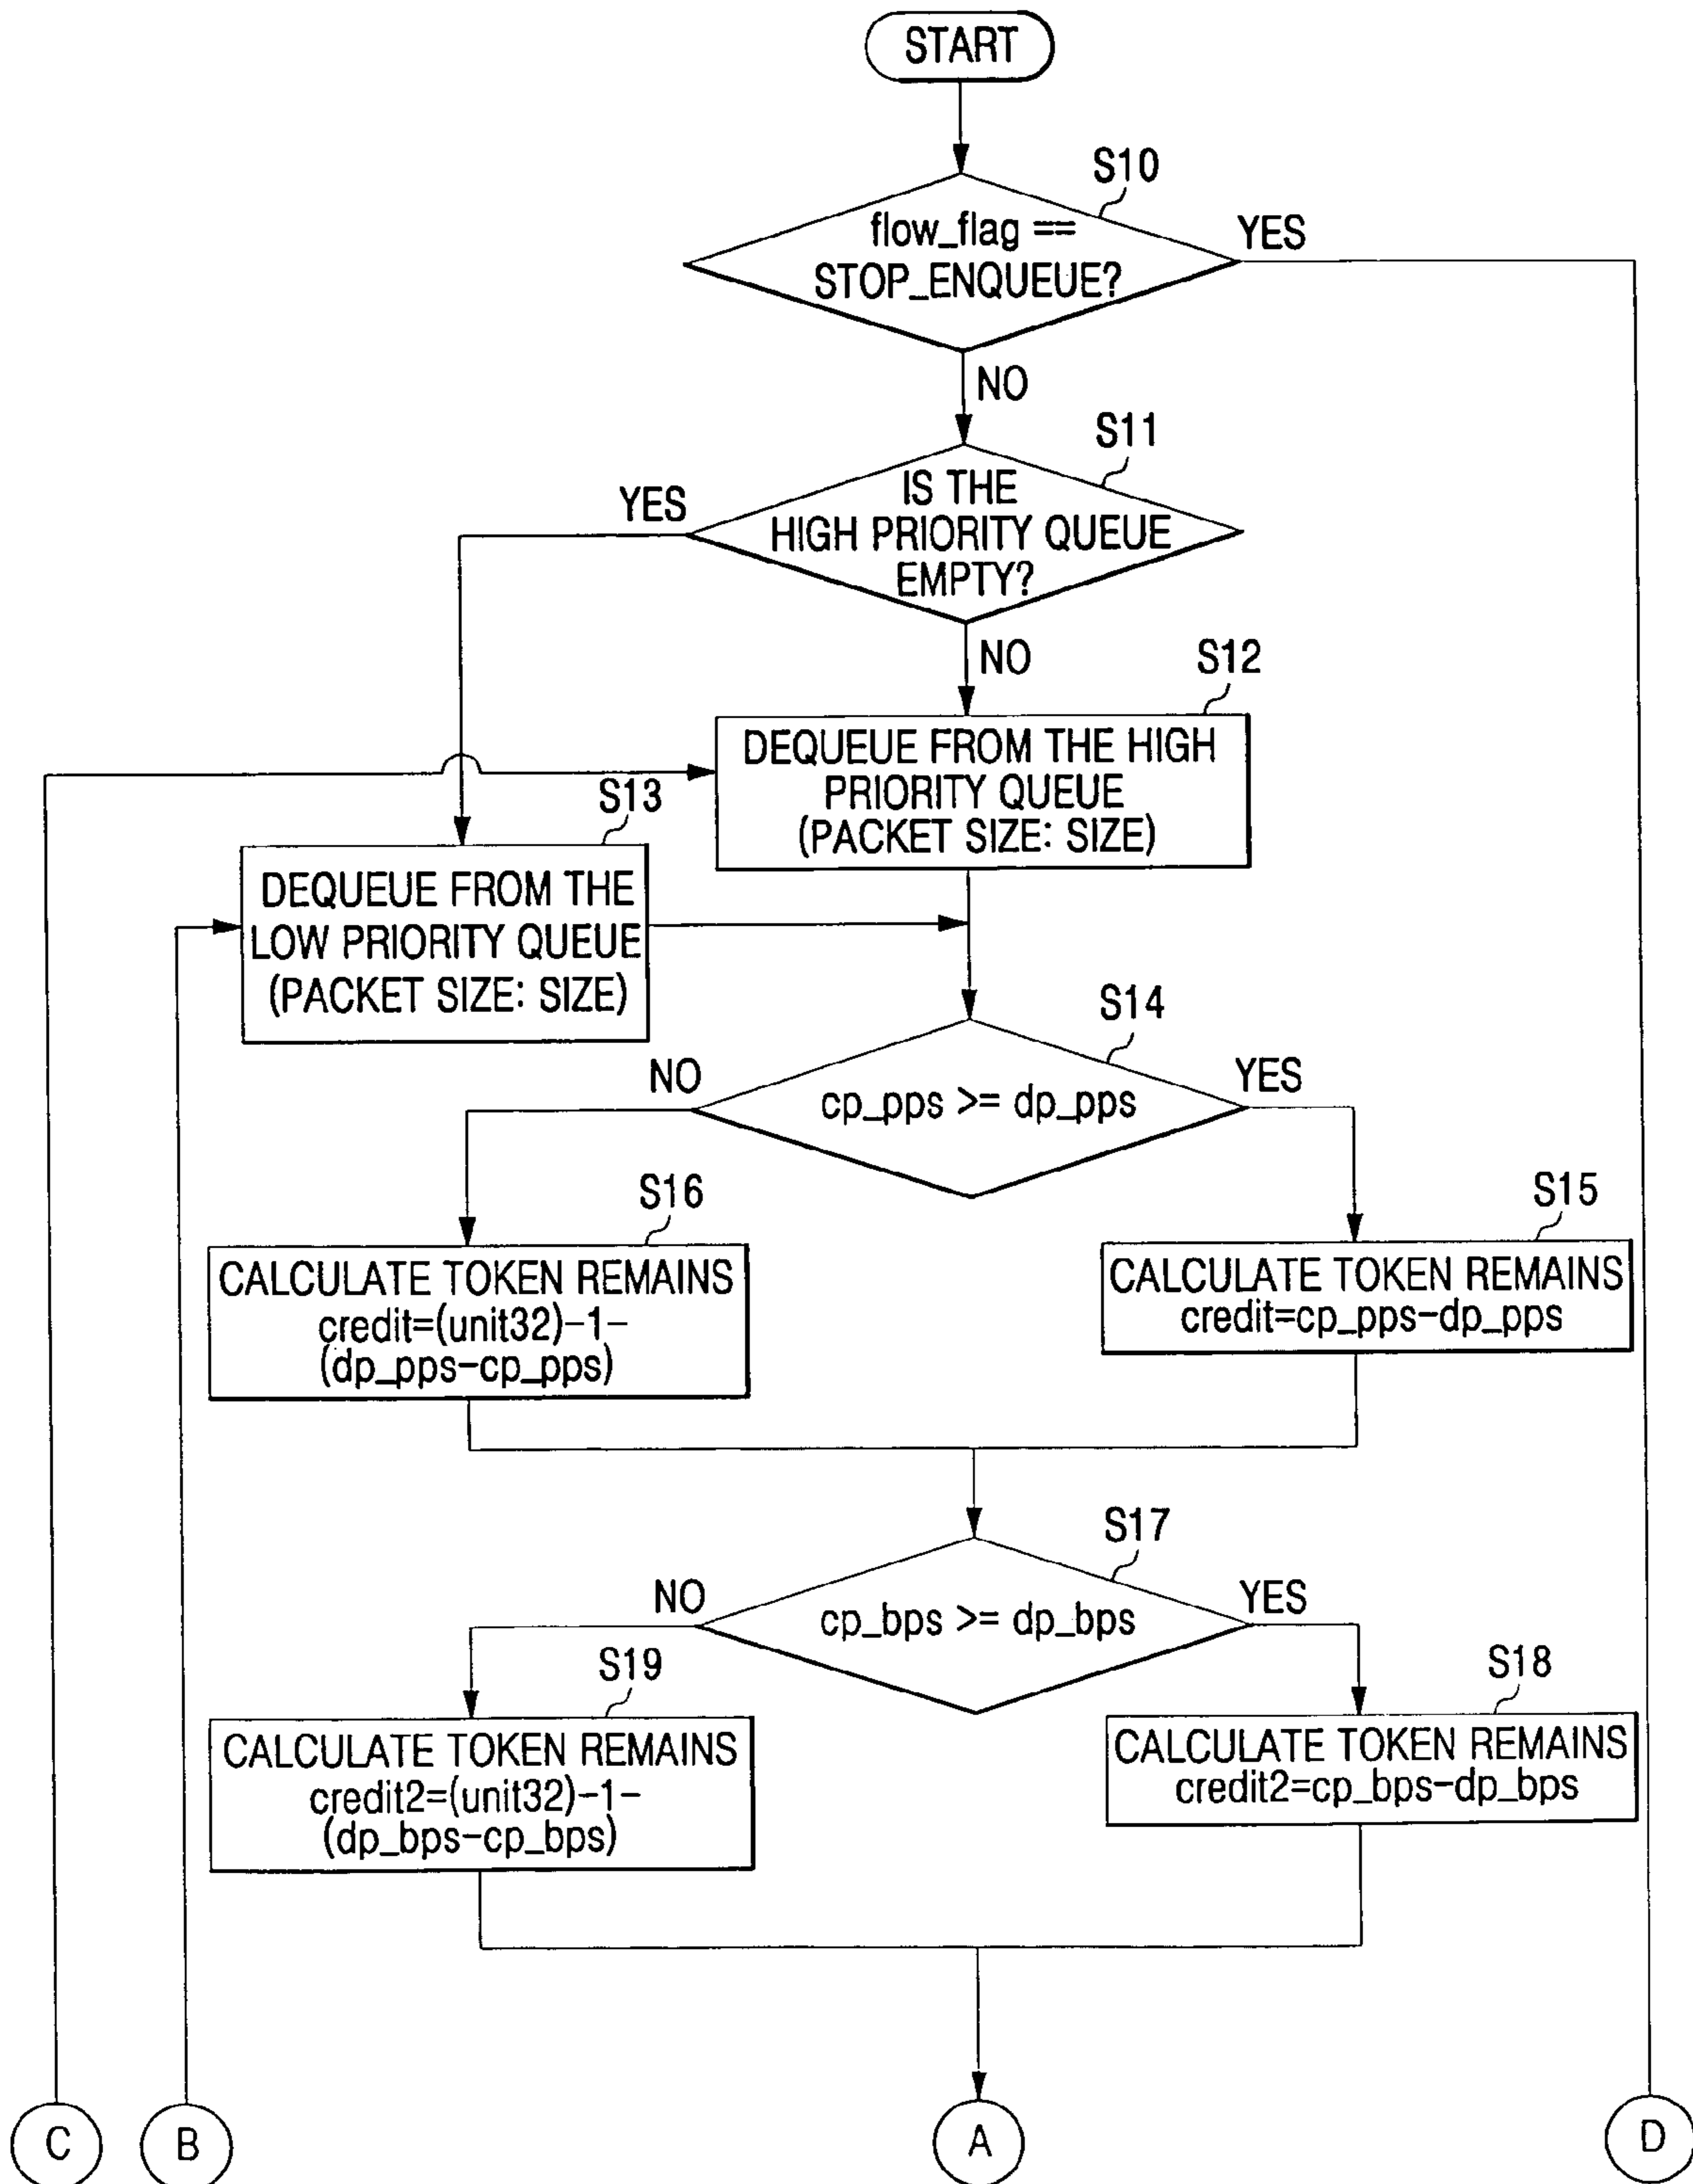 START
S10
flow_flag ==
STOP_ENQUEUE?
YES
NO
S11
IS THE
HIGH PRIORITY QUEUE
EMPTY?
YES
NO
S12
DEQUEUE FROM THE HIGH
PRIORITY QUEUE
(PACKET SIZE: SIZE)
S13
DEQUEUE FROM THE
LOW PRIORITY QUEUE
(PACKET SIZE: SIZE)
S14
NO
cp_pps >= dp_pps
YES
S16
CALCULATE TOKEN REMAINS
credit=(unit32)-1-
(dp_pps-cp_pps)
S15
CALCULATE TOKEN REMAINS
credit=cp_pps-dp_pps
S17
NO
cp_bps >= dp_bps
YES
S19
CALCULATE TOKEN REMAINS
credit2=(unit32)-1-
(dp_bps-cp_bps)
S18
CALCULATE TOKEN REMAINS
credit2=cp_bps-dp_bps
C
B
A
D